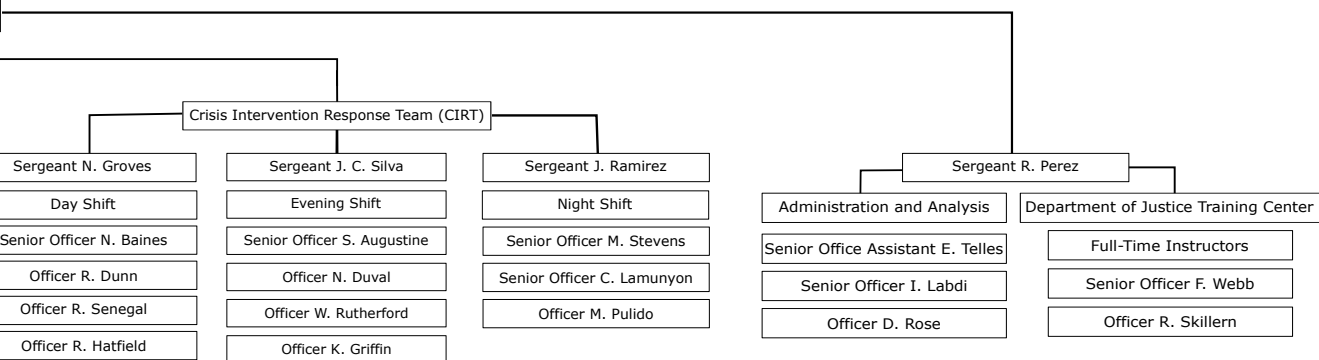 Crisis Intervention Response Team (CIRT)
Sergeant N. Groves
Day Shift
Senior Officer N. Baines
Officer R. Dunn
Officer R. Senegal
Officer R. Hatfield
Sergeant J. C. Silva
Evening Shift
Senior Officer S. Augustine
Officer N. Duval
Officer W. Rutherford
Officer K. Griffin
Sergeant J. Ramirez
Night Shift
Senior Officer M. Stevens
Senior Officer C. Lamunyon
Officer M. Pulido
Sergeant R. Perez
Administration and Analysis
Senior Office Assistant E. Telles
Senior Officer I. Labdi
Officer D. Rose
Department of Justice Training Center
Full-Time Instructors
Senior Officer F. Webb
Officer R. Skillern